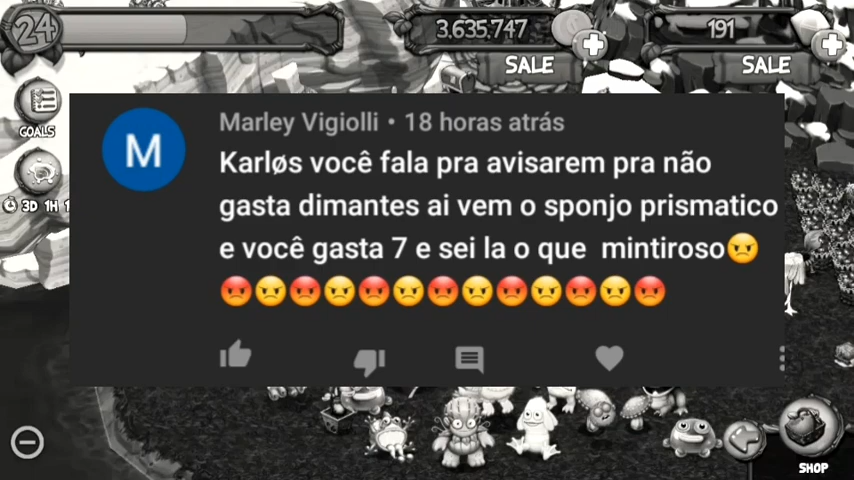 24
3.635.747
191
SALE
SALE
GOALS
3D 1H 1
M
Marley Vigiolli • 18 horas atrás
Karløs você fala pra avisarem pra não
gasta dimantes ai vem o sponjo prismatico
e você gasta 7 e sei la o que mintiroso😠
😡😠😡😠😡😠😡😠😡😠😡😠😡
SHOP